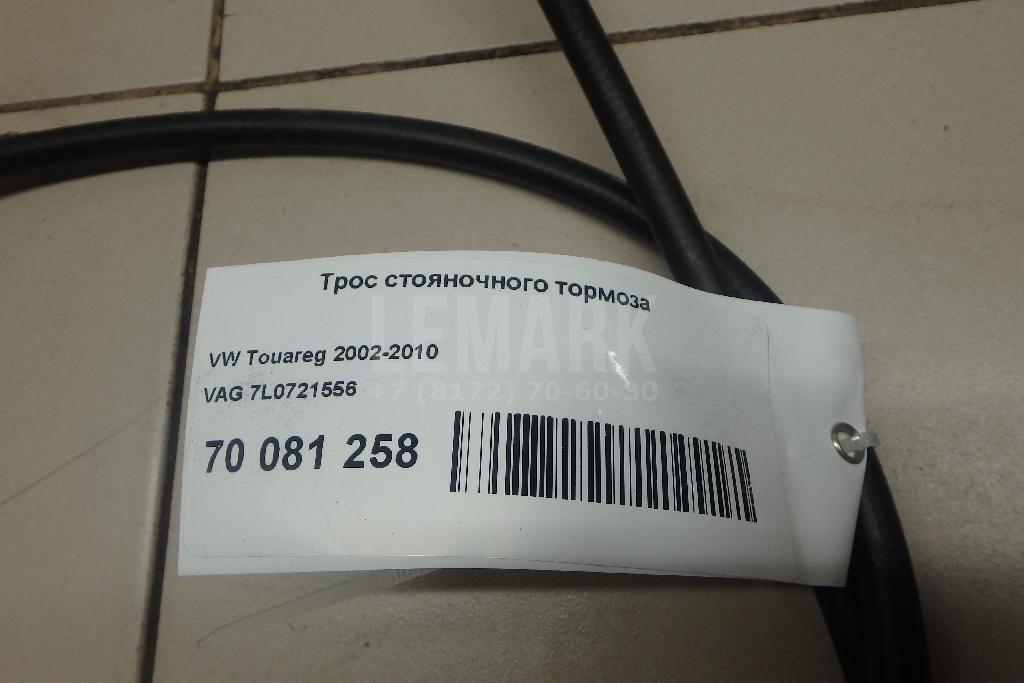 Трос стояночного тормоза
LEMARK
VW Touareg 2002-2010
+7 (8172) 70-60-30
VAG 7L0721556
70 081 258